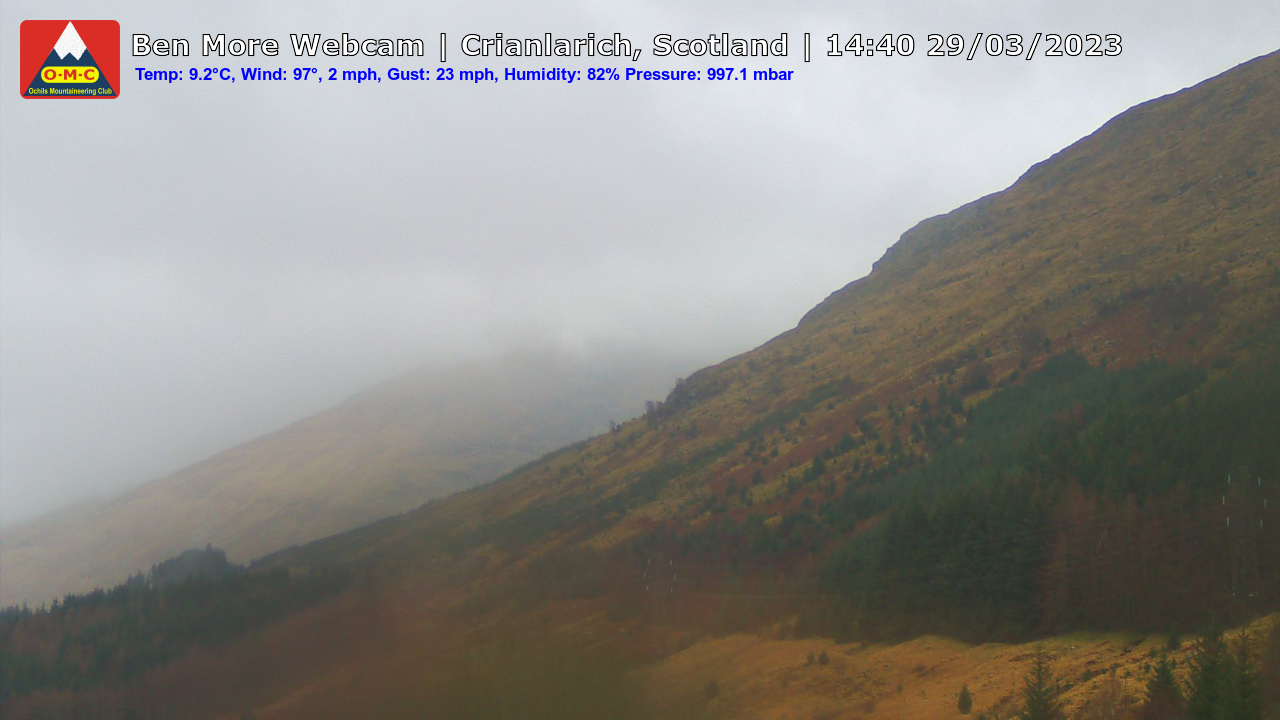 Ben More Webcam | Crianlarich, Scotland | 14:40 29/03/2023
Temp: 9.2°C, Wind: 97°, 2 mph, Gust: 23 mph, Humidity: 82% Pressure: 997.1 mbar
O-M-C
Ochils Mountaineering Club